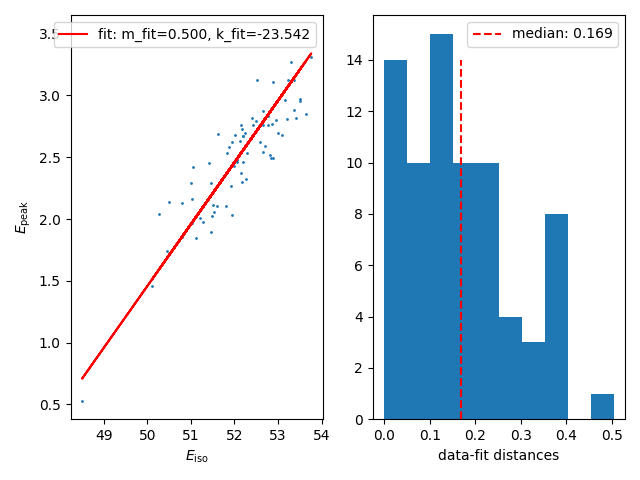 fit: m_fit=0.500, k_fit=-23.542
3.5
3.0
2.5
2.0
1.5
1.0
0.5
E_peak
49 50 51 52 53 54
E_iso
median: 0.169
14
12
10
8
6
4
2
0
0.0 0.1 0.2 0.3 0.4 0.5
data-fit distances